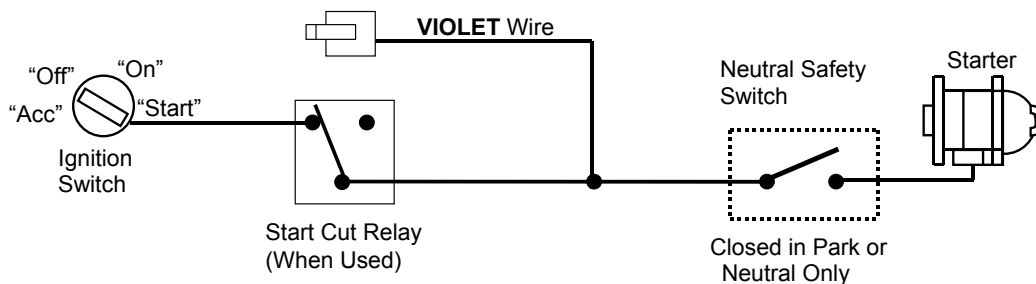 VIOLET Wire
“Off”
“On”
“Acc”
“Start”
Ignition
Switch
Start Cut Relay
(When Used)
Neutral Safety
Switch
Closed in Park or
Neutral Only
Starter